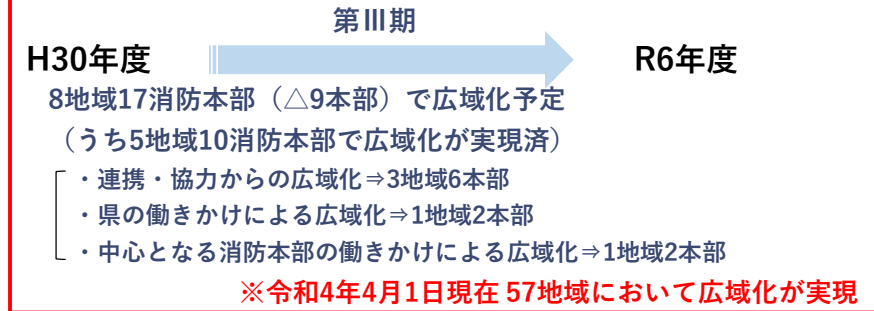 第Ⅲ期
H30年度 R6年度
8地域17消防本部（△9本部）で広域化予定
（うち5地域10消防本部で広域化が実現済）
・連携・協力からの広域化⇒3地域6本部
・県の働きかけによる広域化⇒1地域2本部
・中心となる消防本部の働きかけによる広域化⇒1地域2本部
※令和4年4月1日現在 57地域において広域化が実現